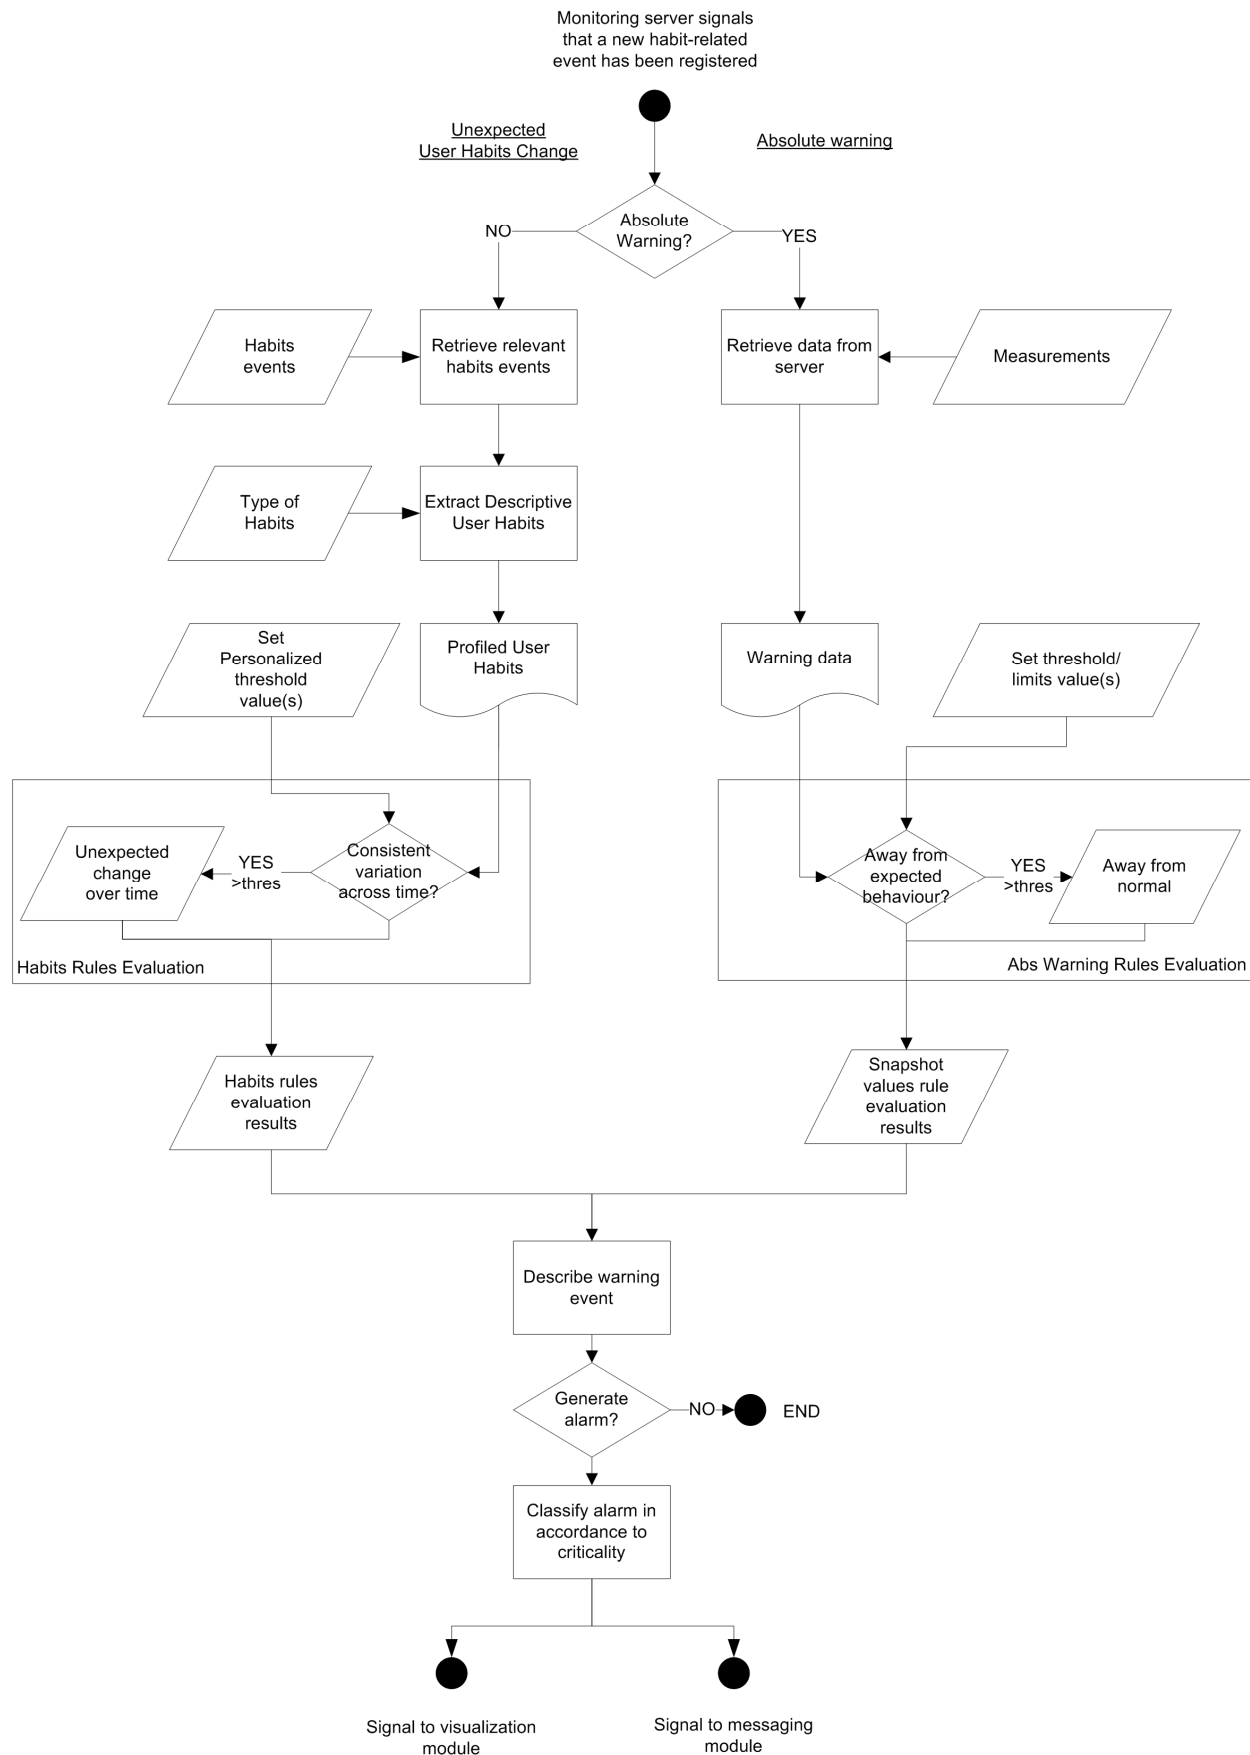 Monitoring server signals
that a new habit-related
event has been registered
Unexpected
User Habits Change
Absolute warning
Absolute
Warning?
NO
YES
Habits
events
Retrieve relevant
habits events
Retrieve data from
server
Measurements
Type of
Habits
Extract Descriptive
User Habits
Set
Personalized
threshold
value(s)
Profiled User
Habits
Warning data
Set threshold/
limits value(s)
Unexpected
change
over time
YES
>thres
Consistent
variation
across time?
Away from
expected
behaviour?
YES
>thres
Away from
normal
Habits Rules Evaluation
Abs Warning Rules Evaluation
Habits rules
evaluation
results
Snapshot
values rule
evaluation
results
Describe warning
event
Generate
alarm?
NO
END
Classify alarm in
accordance to
criticality
Signal to visualization
module
Signal to messaging
module